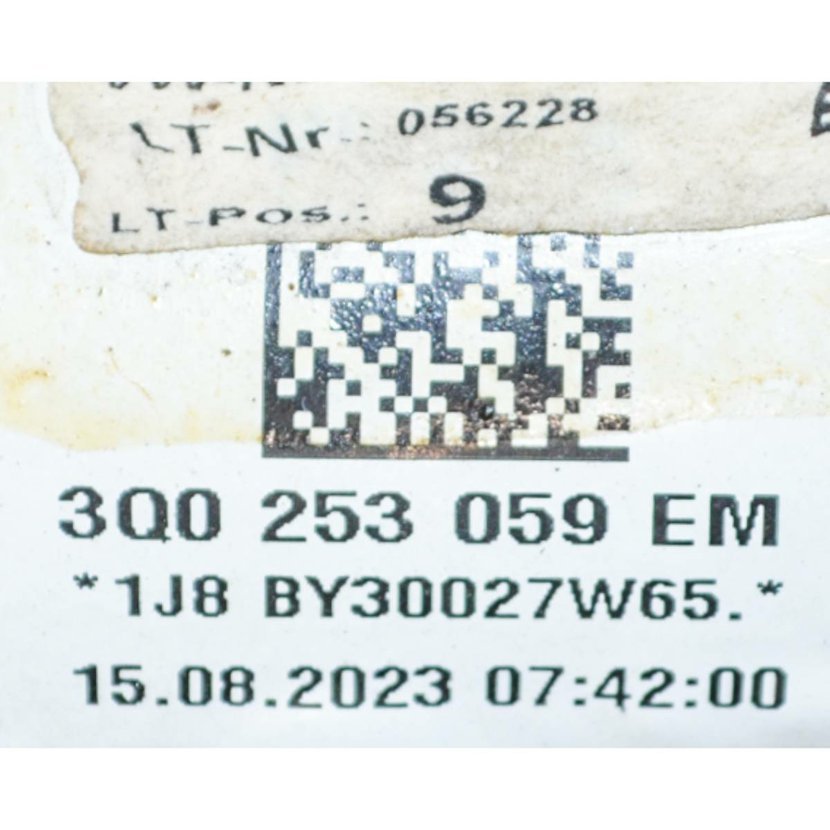 LT-Nr.: 056228
LT-Pos.: 9
3Q0 253 059 EM
*1J8 BY30027W65.*
15.08.2023 07:42:00